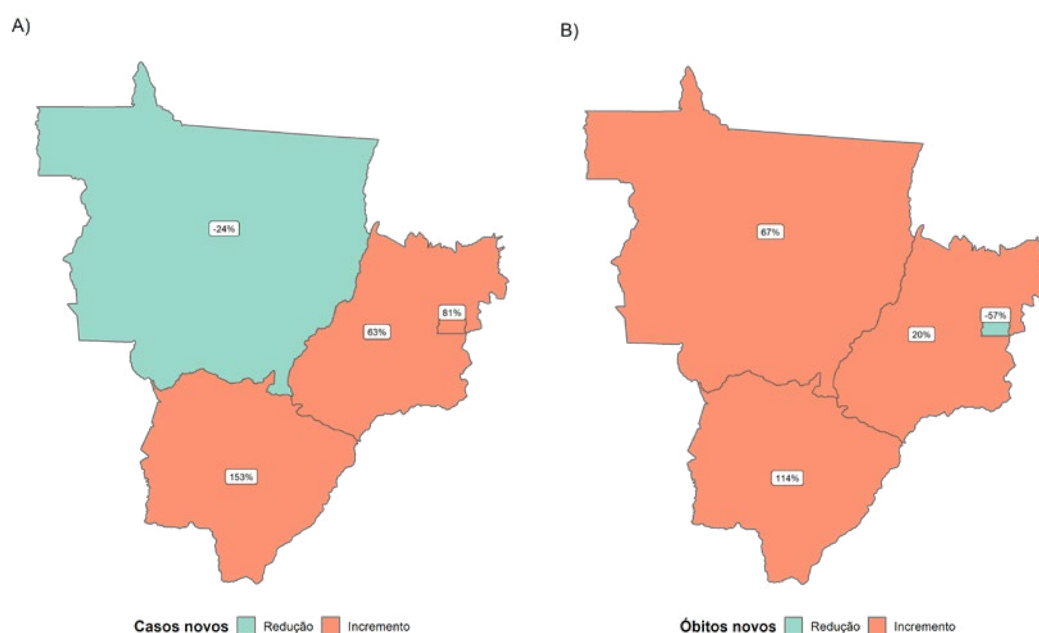 A)
B)
-24%
81%
63%
153%
67%
-57%
20%
114%
Casos novos Redução Incremento
Óbitos novos Redução Incremento